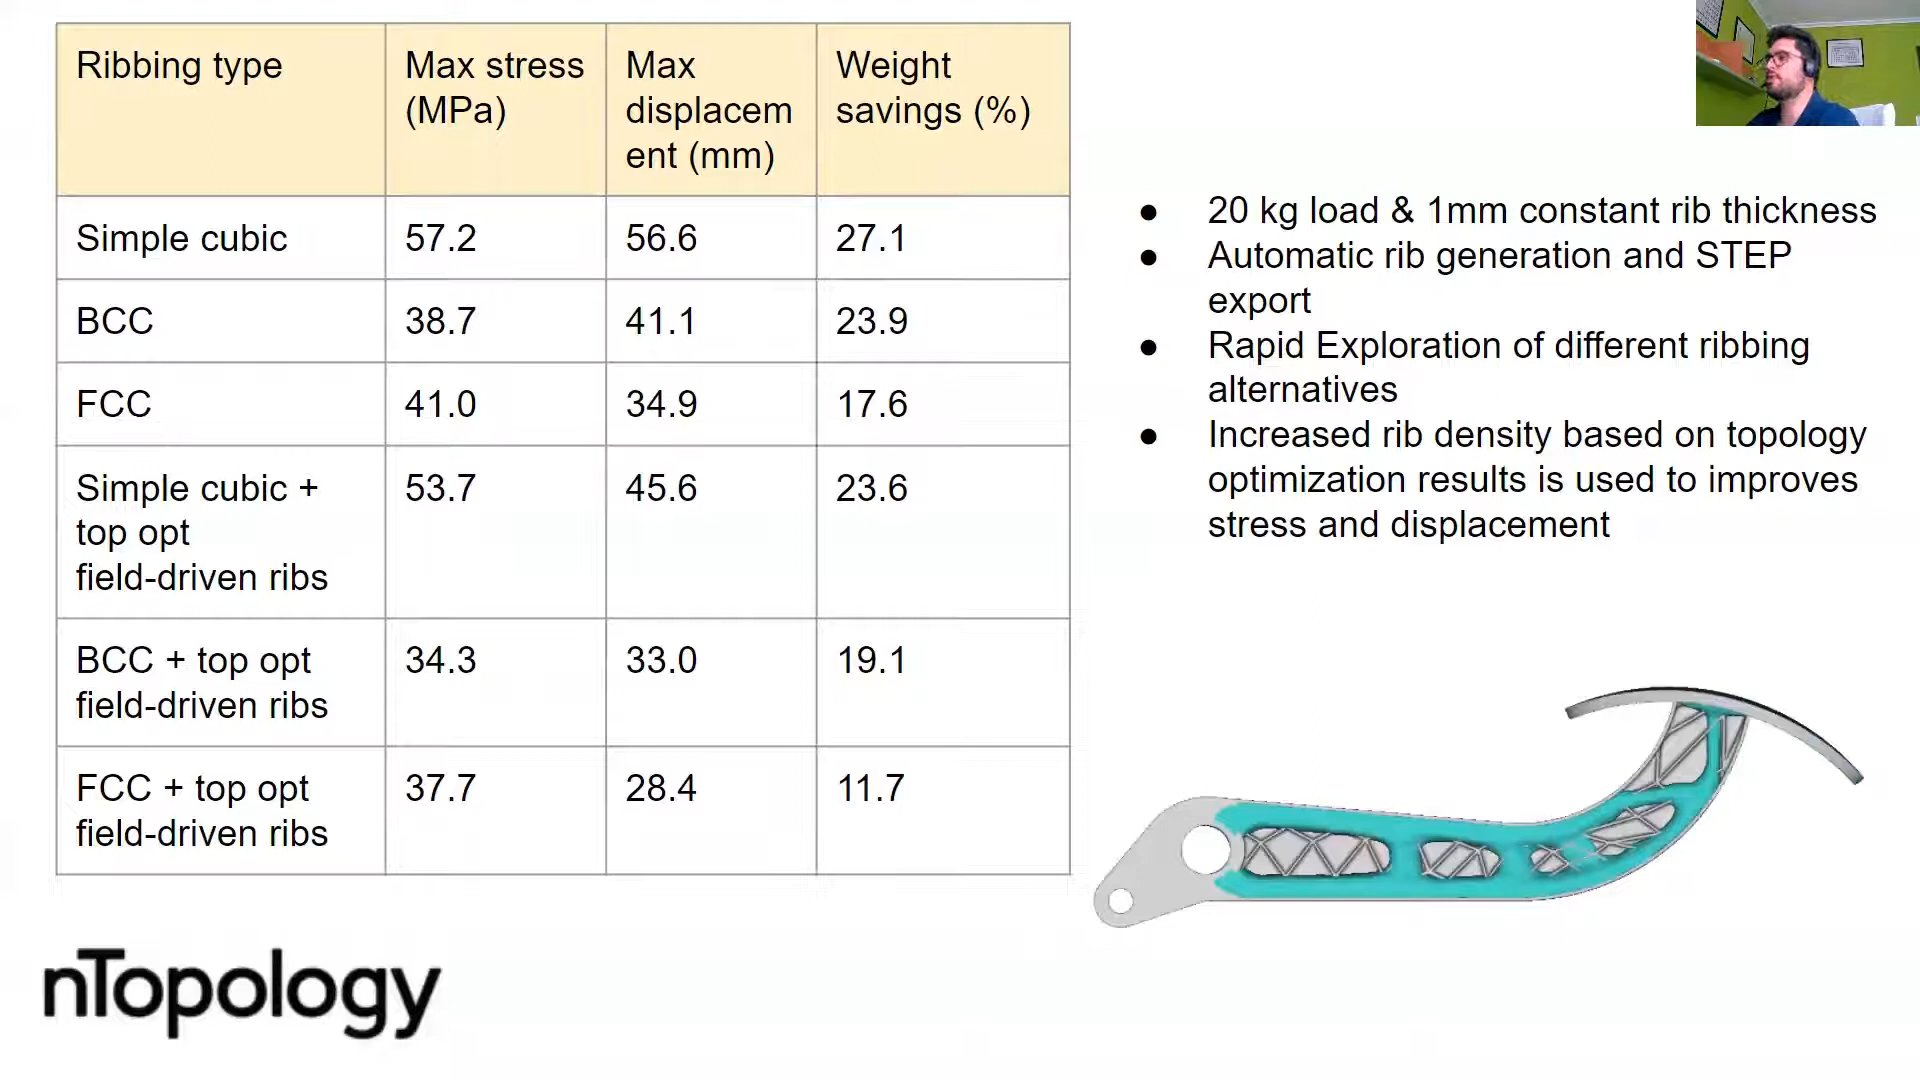 Ribbing type
Max stress
(MPa)
Max
displacem
ent (mm)
Weight
savings (%)
Simple cubic
57.2
56.6
27.1
BCC
38.7
41.1
23.9
FCC
41.0
34.9
17.6
Simple cubic +
top opt
field-driven ribs
53.7
45.6
23.6
BCC + top opt
field-driven ribs
34.3
33.0
19.1
FCC + top opt
field-driven ribs
37.7
28.4
11.7
● 20 kg load & 1mm constant rib thickness
● Automatic rib generation and STEP
export
● Rapid Exploration of different ribbing
alternatives
● Increased rib density based on topology
optimization results is used to improves
stress and displacement
nTopology